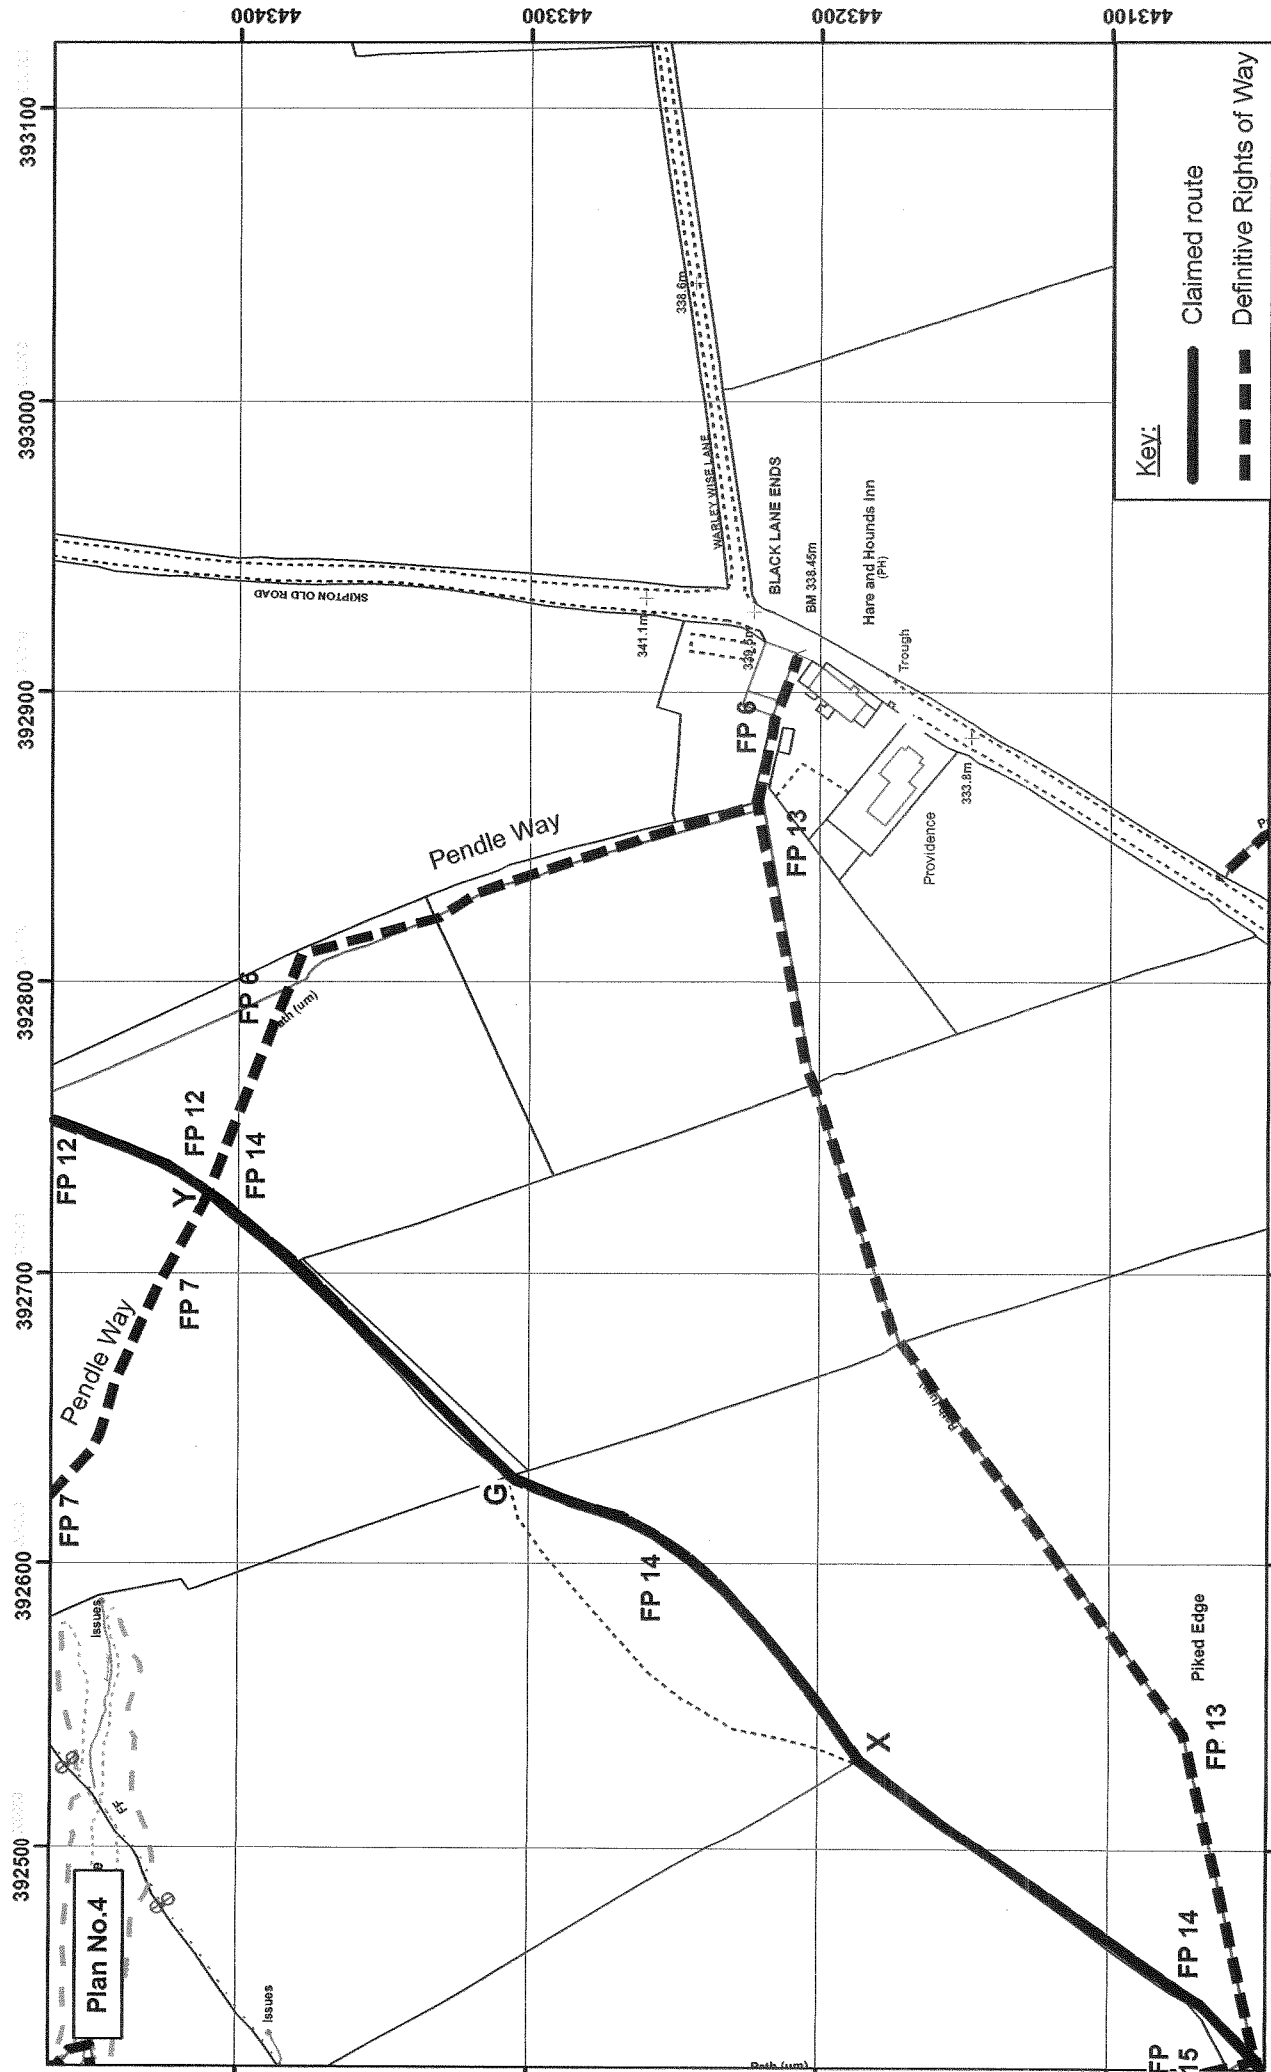 Plan No.4
392500
392600
392700
392800
392900
393000
393100
443400
443300
443200
443100
Issues
Issues
FP 7
Pendle Way
FP 7
Y
FP 12
FP 12
FP 14
FP 6
Path (um)
Pendle Way
SKIPTON OLD ROAD
341.1m
WARLEY WISE LANE
338.6m
BLACK LANE ENDS
BM 338.45m
FP 6
Hare and Hounds Inn
(PH)
Trough
FP 13
Providence
333.8m
G
FP 14
X
Piked Edge
FP 13
FP 14
FP
15
Path (um)
Key:
Claimed route
Definitive Rights of Way